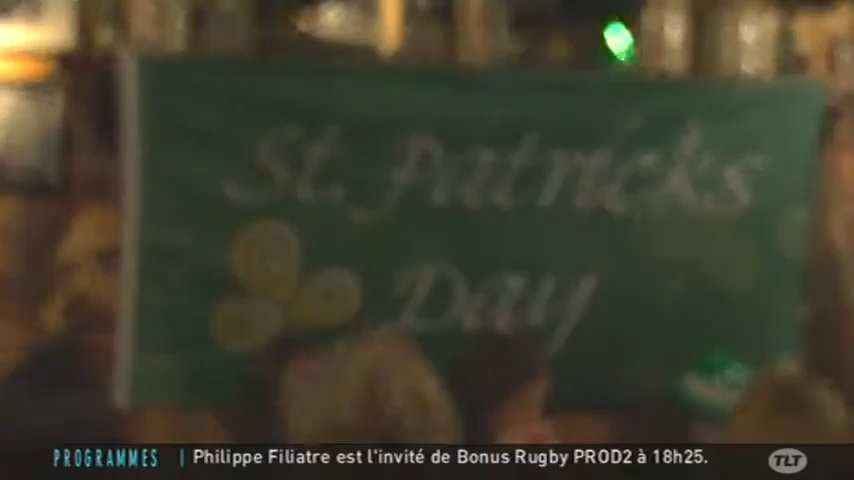 St. Patricks
Day
PROGRAMMES | Philippe Filiatre est l'invité de Bonus Rugby PROD2 à 18h25.
TLT